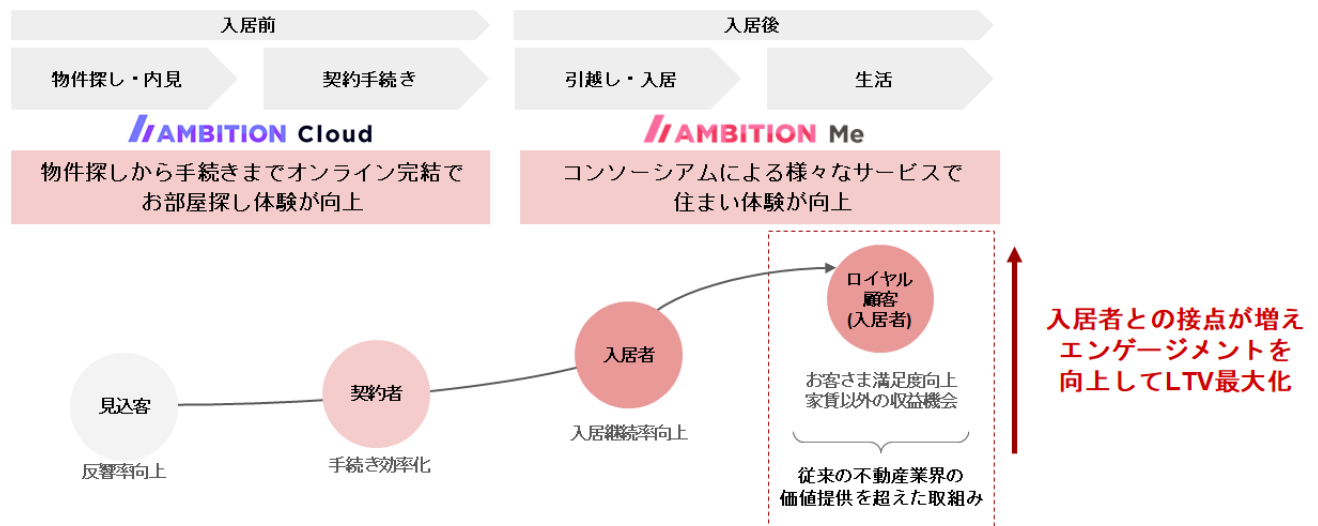 入居前
入居後
物件探し・内見
契約手続き
引越し・入居
生活
AMBITION Cloud
AMBITION Me
物件探しから手続きまでオンライン完結で
お部屋探し体験が向上
コンソーシアムによる様々なサービスで
住まい体験が向上
見込客
反響率向上
契約者
手続き効率化
入居者
入居継続率向上
ロイヤル
顧客
(入居者)
お客さま満足度向上
家賃以外の収益機会
従来の不動産業界の
価値提供を超えた取組み
入居者との接点が増え
エンゲージメントを
向上してLTV最大化